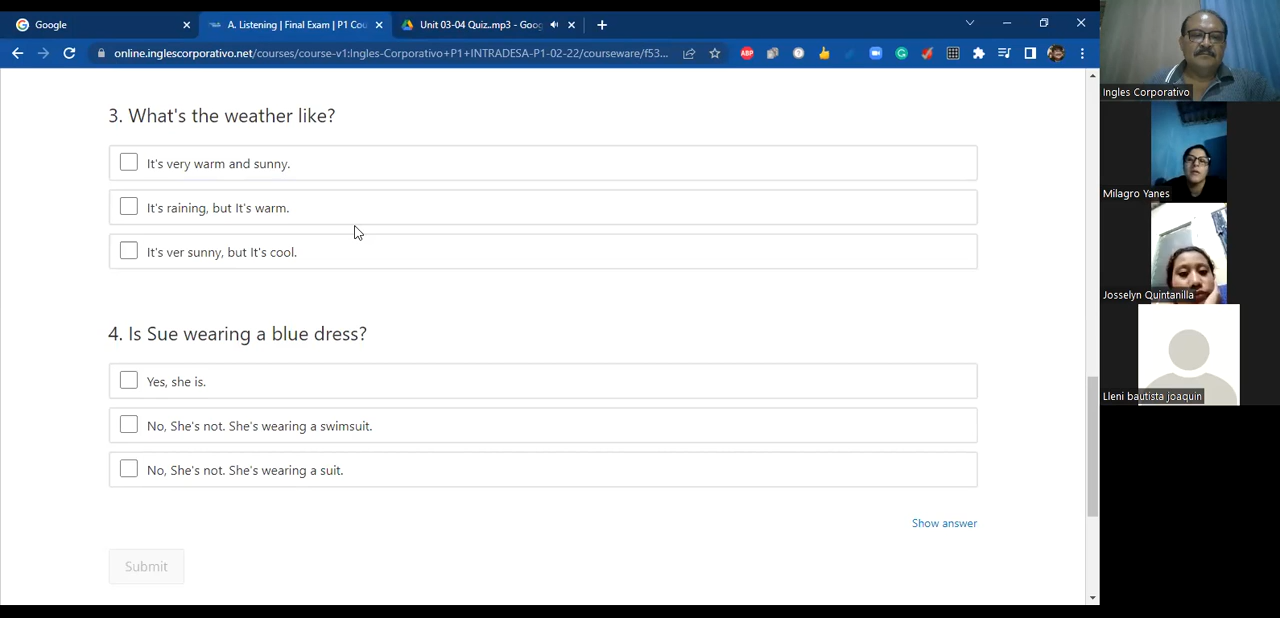 Google
A. Listening | Final Exam | P1 Cou
Unit 03-04 Quiz.mp3 - Goog
online.inglescorporativo.net/courses/course-v1:Ingles-Corporativo+P1+INTRADESA-P1-02-22/courseware/f53...
ABP
3. What's the weather like?
It's very warm and sunny.
It's raining, but It's warm.
It's ver sunny, but It's cool.
4. Is Sue wearing a blue dress?
Yes, she is.
No, She's not. She's wearing a swimsuit.
No, She's not. She's wearing a suit.
Show answer
Submit
Ingles Corporativo
Milagro Yanes
Josselyn Quintanilla
Lleni bautista joaquin